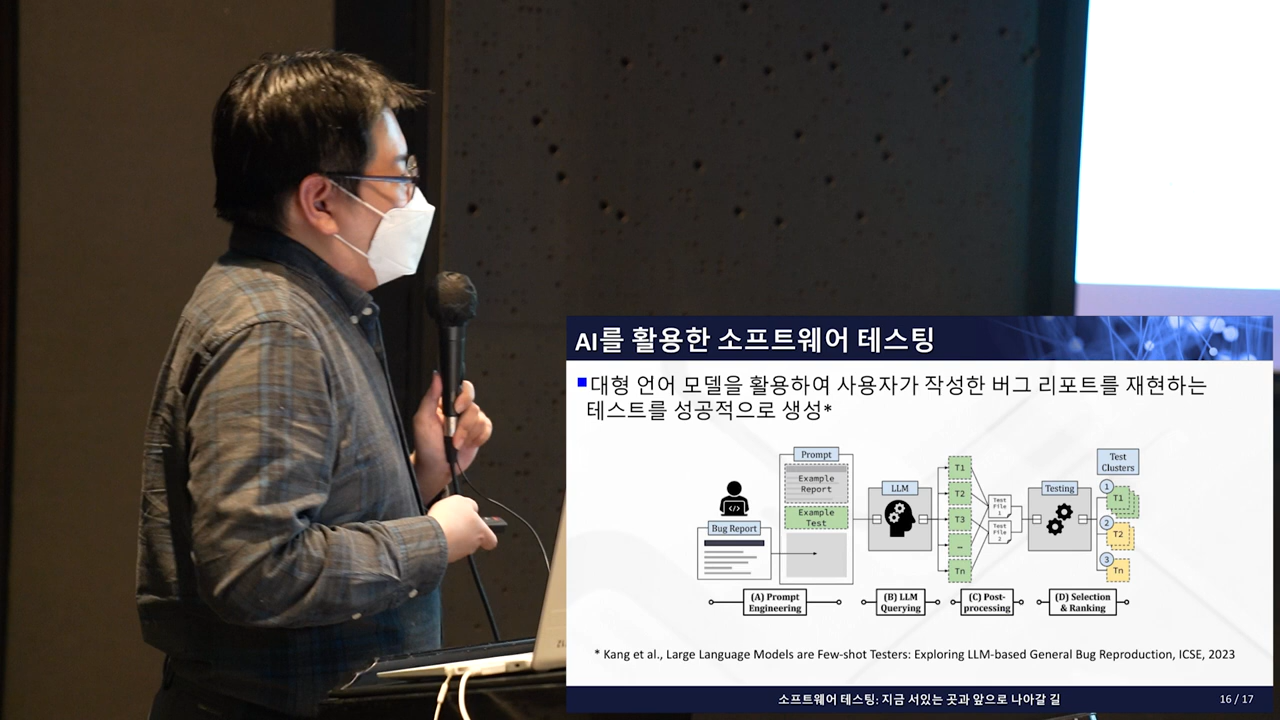 AI를 활용한 소프트웨어 테스팅
대형 언어 모델을 활용하여 사용자가 작성한 버그 리포트를 재현하는
테스트를 성공적으로 생성*
Bug Report
Prompt
Example
Report
Example
Test
LLM
T1
T2
T3
…
Tn
Test
File
1
Test
File
2
Testing
Test
Clusters
1
T1
2
T2
3
Tn
(A) Prompt
Engineering
(B) LLM
Querying
(C) Post-
processing
(D) Selection
& Ranking
* Kang et al., Large Language Models are Few-shot Testers: Exploring LLM-based General Bug Reproduction, ICSE, 2023
소프트웨어 테스팅: 지금 서있는 곳과 앞으로 나아갈 길
16 / 17